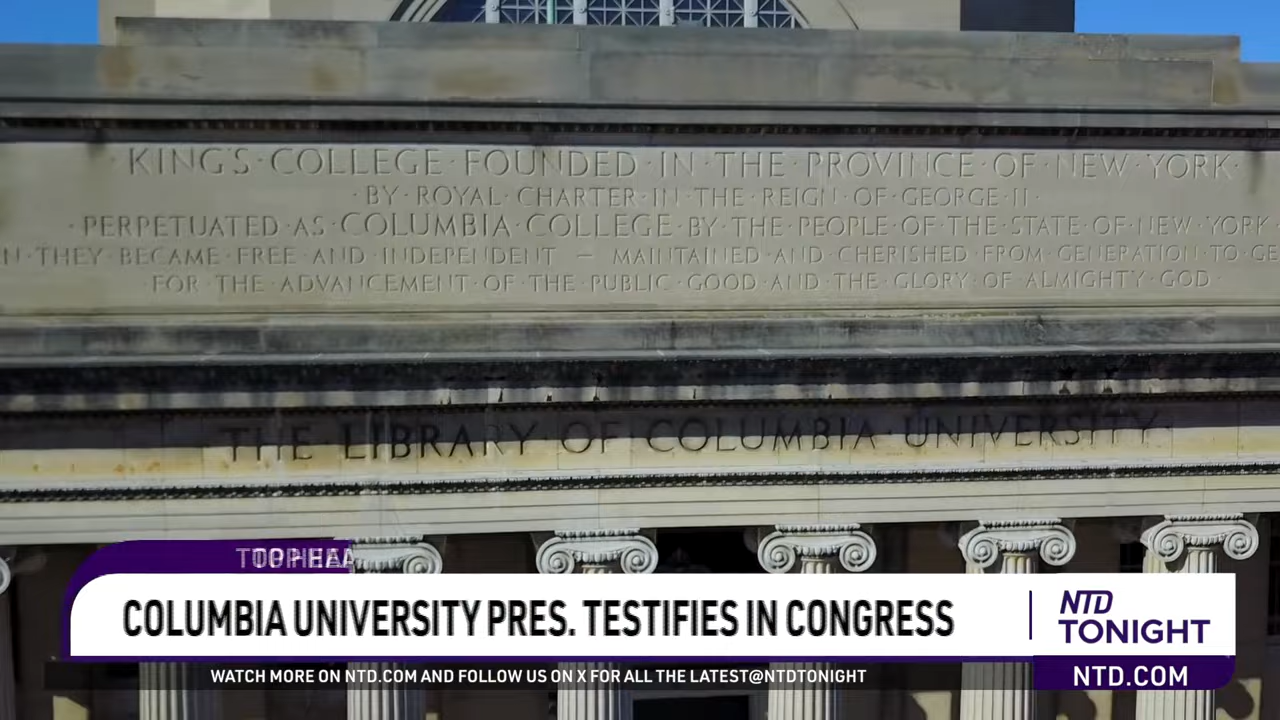 KING'S·COLLEGE·FOUNDED·IN·THE·PROVINCE·OF·NEW·YORK·
·BY·ROYAL·CHARTER·IN·THE·REIGN·OF·GEORGE·II·
·PERPETUATED·AS·COLUMBIA·COLLEGE·BY·THE·PEOPLE·OF·THE·STATE·OF·NEW·YORK·
THEY·BECAME·FREE·AND·INDEPENDENT — MAINTAINED·AND·CHERISHED·FROM·GENERATION·TO·GE
FOR·THE·ADVANCEMENT·OF·THE·PUBLIC·GOOD·AND·THE·GLORY·OF·ALMIGHTY·GOD·
THE·LIBRARY·OF·COLUMBIA·UNIVERSITY·
COLUMBIA UNIVERSITY PRES. TESTIFIES IN CONGRESS
NTD
TONIGHT
WATCH MORE ON NTD.COM AND FOLLOW US ON X FOR ALL THE LATEST@NTDTONIGHT
NTD.COM